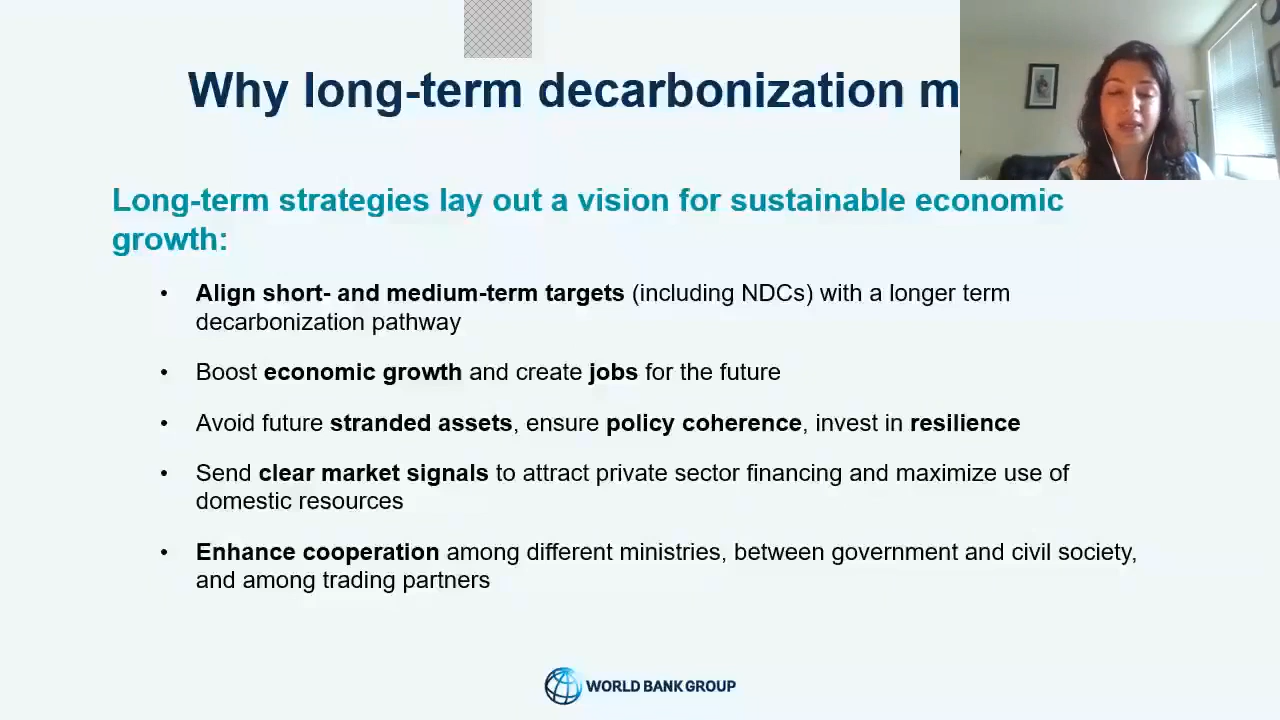 Why long-term decarbonization m
Long-term strategies lay out a vision for sustainable economic
growth:
• Align short- and medium-term targets (including NDCs) with a longer term
decarbonization pathway
• Boost economic growth and create jobs for the future
• Avoid future stranded assets, ensure policy coherence, invest in resilience
• Send clear market signals to attract private sector financing and maximize use of
domestic resources
• Enhance cooperation among different ministries, between government and civil society,
and among trading partners
WORLD BANK GROUP